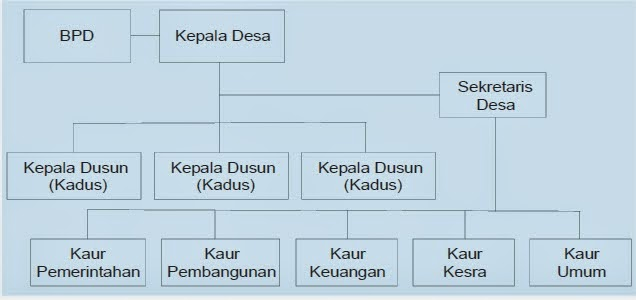 BPD
Kepala Desa
Sekretaris
Desa
Kepala Dusun
(Kadus)
Kepala Dusun
(Kadus)
Kepala Dusun
(Kadus)
Kaur
Pemerintahan
Kaur
Pembangunan
Kaur
Keuangan
Kaur
Kesra
Kaur
Umum